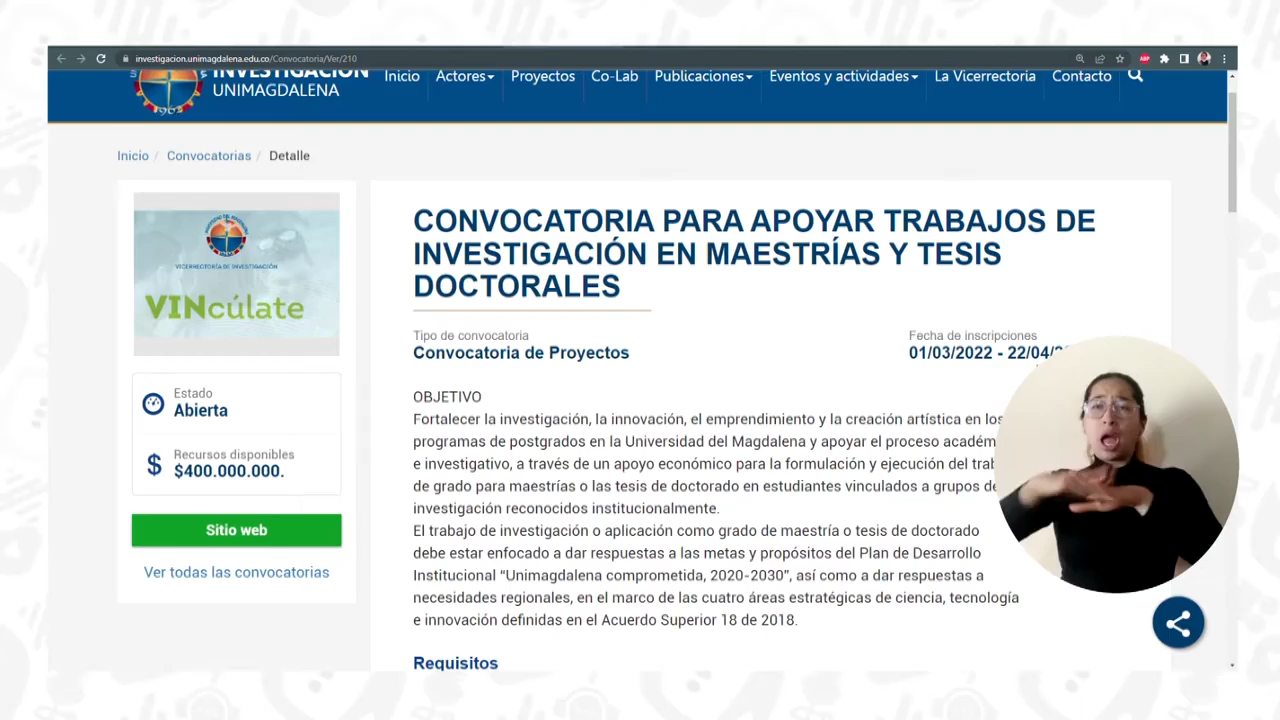 investigacion.unimagdalena.edu.co/Convocatoria/Ver/210
INVESTIGACIÓN
UNIMAGDALENA
Inicio Actores Proyectos Co-Lab Publicaciones Eventos y actividades La Vicerrectoría Contacto
Inicio / Convocatorias / Detalle
VICERRECTORÍA DE INVESTIGACIÓN
VINcúlate
Estado
Abierta
Recursos disponibles
$400.000.000.
Sitio web
Ver todas las convocatorias
CONVOCATORIA PARA APOYAR TRABAJOS DE
INVESTIGACIÓN EN MAESTRÍAS Y TESIS
DOCTORALES
Tipo de convocatoria
Convocatoria de Proyectos
Fecha de inscripciones
01/03/2022 - 22/04/
OBJETIVO
Fortalecer la investigación, la innovación, el emprendimiento y la creación artística en los
programas de postgrados en la Universidad del Magdalena y apoyar el proceso académ
e investigativo, a través de un apoyo económico para la formulación y ejecución del tra
de grado para maestrías o las tesis de doctorado en estudiantes vinculados a grupos de
investigación reconocidos institucionalmente.
El trabajo de investigación o aplicación como grado de maestría o tesis de doctorado
debe estar enfocado a dar respuestas a las metas y propósitos del Plan de Desarrollo
Institucional “Unimagdalena comprometida, 2020-2030”, así como a dar respuestas a
necesidades regionales, en el marco de las cuatro áreas estratégicas de ciencia, tecnología
e innovación definidas en el Acuerdo Superior 18 de 2018.
Requisitos